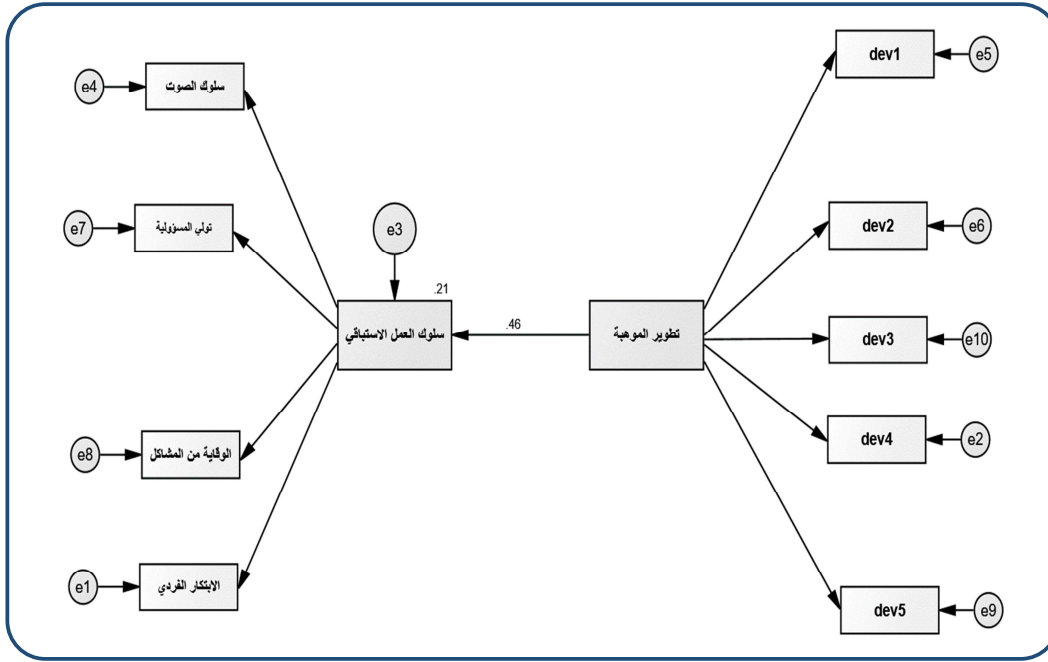 dev1
e5
e4
سلوك الصوت
e7
تولي المسؤولية
e3
dev2
e6
.21
سلوك العمل الاستباقي
.46
تطوير الموهبة
dev3
e10
dev4
e2
e8
الوقاية من المشاكل
e1
الابتكار الفردي
dev5
e9